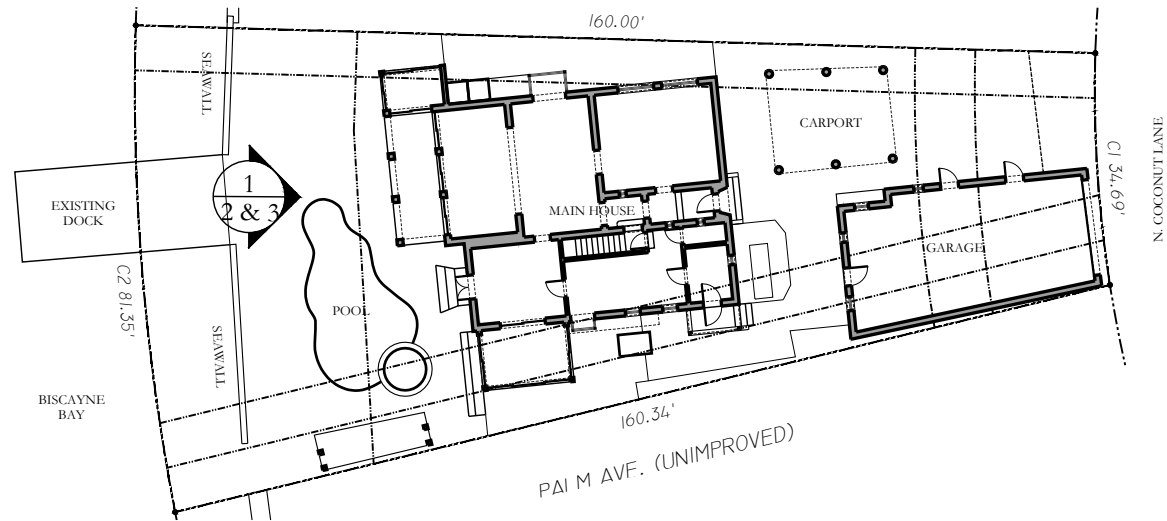 160.00'
SEAWALL
CARPORT
C1 34.69'
N. COCONUT LANE
1
2 & 3
EXISTING
DOCK
MAIN HOUSE
GARAGE
C2 81.35'
POOL
SEAWALL
BISCAYNE
BAY
160.34'
PALM AVE. (UNIMPROVED)